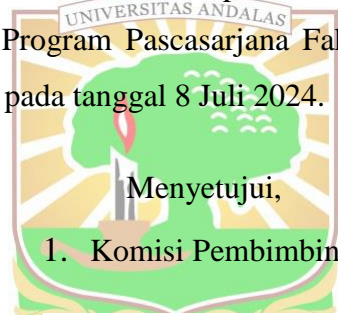 UNIVERSITAS ANDALAS
Program Pascasarjana Fak
pada tanggal 8 Juli 2024.
Menyetujui,
1. Komisi Pembimbin